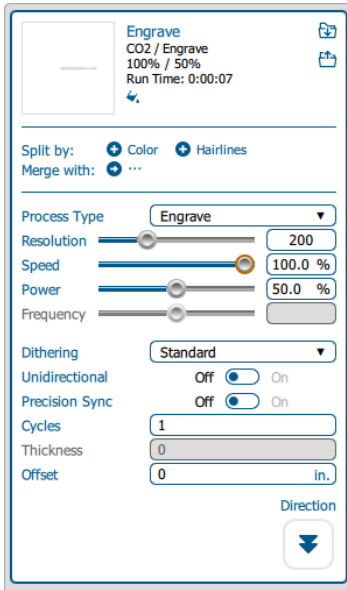 Engrave
CO2 / Engrave
100% / 50%
Run Time: 0:00:07
Split by: Color Hairlines
Merge with: ...
Process Type Engrave
Resolution 200
Speed 100.0 %
Power 50.0 %
Frequency
Dithering Standard
Unidirectional Off On
Precision Sync Off On
Cycles 1
Thickness 0
Offset 0 in.
Direction